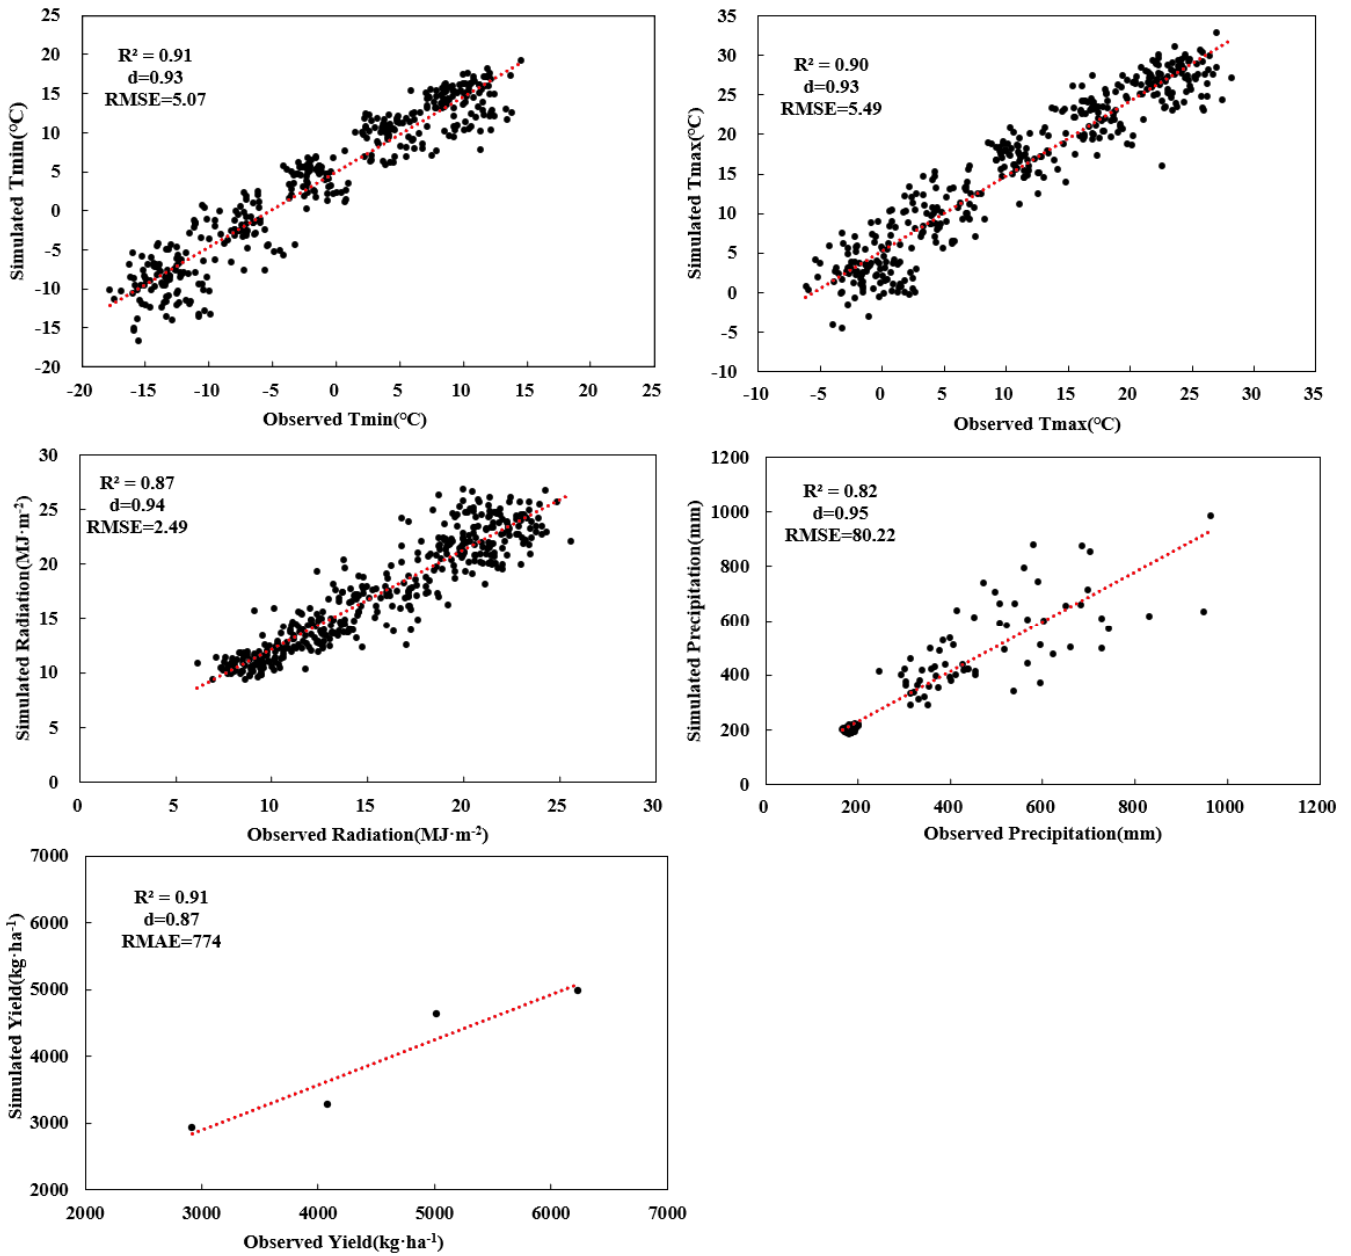 R² = 0.91
d=0.93
RMSE=5.07
Simulated Tmin(℃)
25
20
15
10
5
0
-5
-10
-15
-20
-20 -15 -10 -5 0 5 10 15 20 25
Observed Tmin(℃)
R² = 0.90
d=0.93
RMSE=5.49
Simulated Tmax(℃)
35
30
25
20
15
10
5
0
-5
-10
-10 -5 0 5 10 15 20 25 30 35
Observed Tmax(℃)
R² = 0.87
d=0.94
RMSE=2.49
Simulated Radiation(MJ·m⁻²)
30
25
20
15
10
5
0
0 5 10 15 20 25 30
Observed Radiation(MJ·m⁻²)
R² = 0.82
d=0.95
RMSE=80.22
Simulated Precipitation(mm)
1200
1000
800
600
400
200
0
0 200 400 600 800 1000 1200
Observed Precipitation(mm)
R² = 0.91
d=0.87
RMAE=774
Simulated Yield(kg·ha⁻¹)
7000
6000
5000
4000
3000
2000
2000 3000 4000 5000 6000 7000
Observed Yield(kg·ha⁻¹)